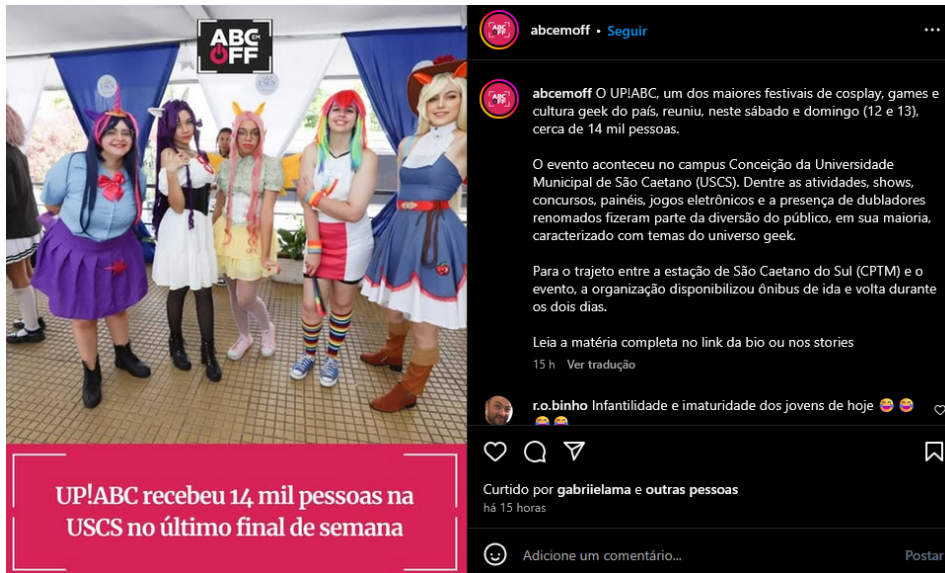 ABC EM OFF
UP!ABC recebeu 14 mil pessoas na
USCS no último final de semana
abcemoff • Seguir
abcemoff O UP!ABC, um dos maiores festivais de cosplay, games e
cultura geek do país, reuniu, neste sábado e domingo (12 e 13),
cerca de 14 mil pessoas.
O evento aconteceu no campus Conceição da Universidade
Municipal de São Caetano (USCS). Dentre as atividades, shows,
concursos, painéis, jogos eletrônicos e a presença de dubladores
renomados fizeram parte da diversão do público, em sua maioria,
caracterizado com temas do universo geek.
Para o trajeto entre a estação de São Caetano do Sul (CPTM) e o
evento, a organização disponibilizou ônibus de ida e volta durante
os dois dias.
Leia a matéria completa no link da bio ou nos stories
15 h Ver tradução
r.o.binho Infantilidade e imaturidade dos jovens de hoje 😂 😂
😂 😂
Curtido por gabriielama e outras pessoas
há 15 horas
Adicione um comentário...
Postar